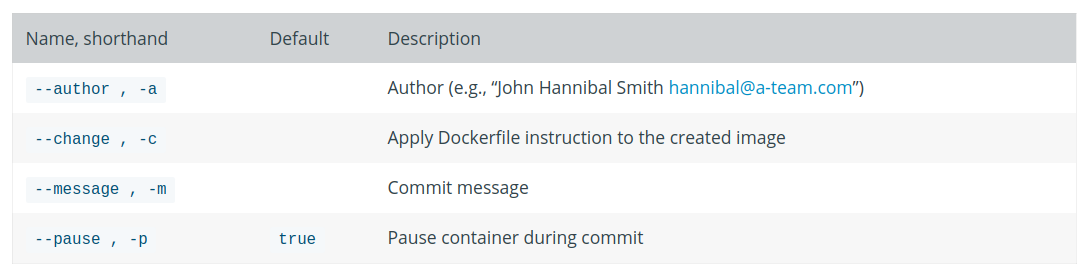 Name, shorthand Default Description
--author , -a Author (e.g., “John Hannibal Smith hannibal@a-team.com”)
--change , -c Apply Dockerfile instruction to the created image
--message , -m Commit message
--pause , -p true Pause container during commit